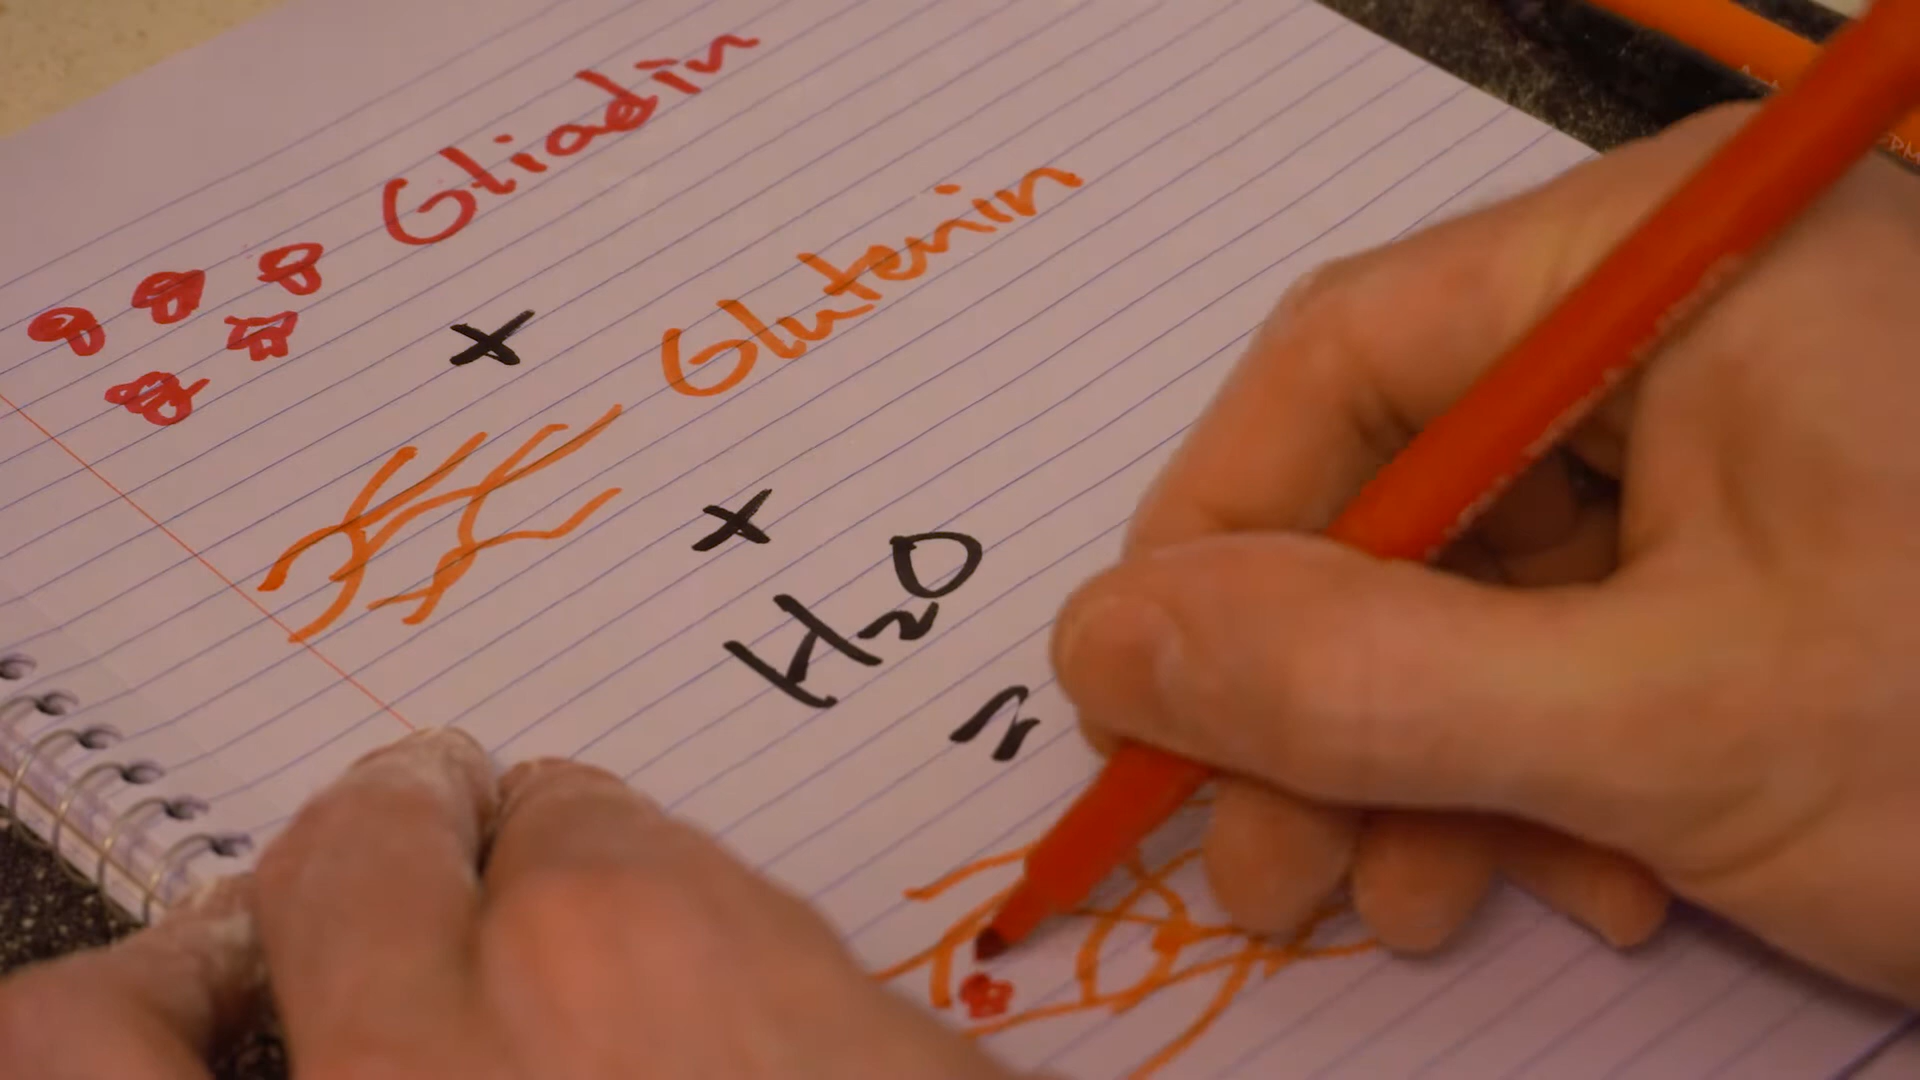 Gliadin
+
Glutenin
+
H2O
=